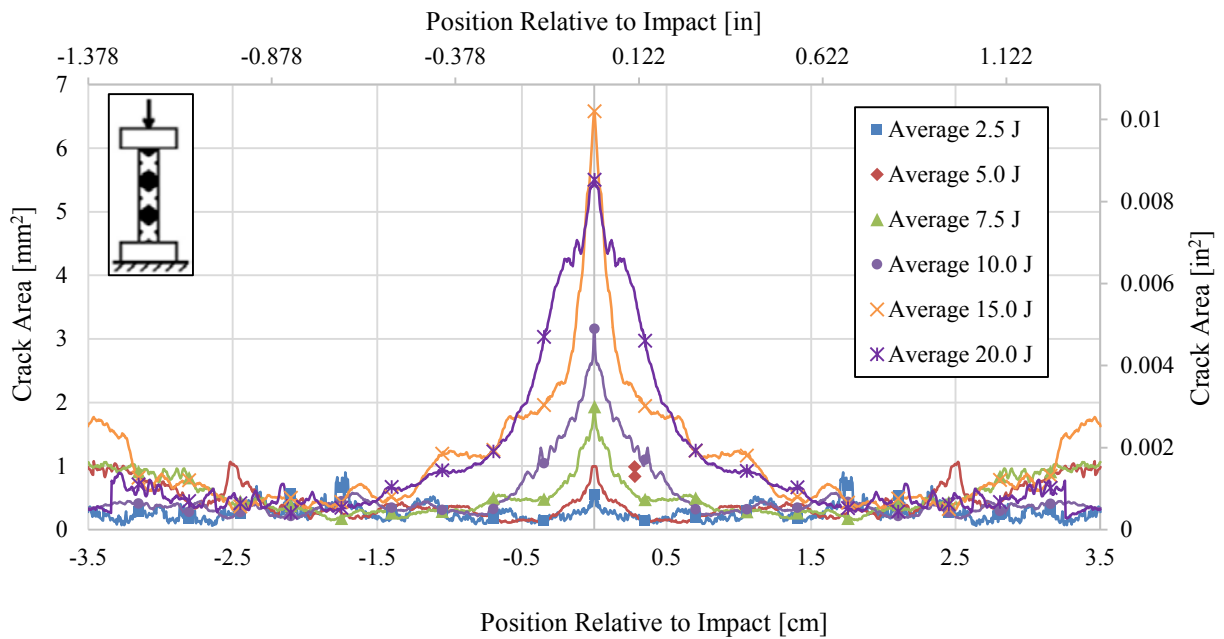 Position Relative to Impact [in]
-1.378 -0.878 -0.378 0.122 0.622 1.122
7
6
5
4
3
2
1
0
Crack Area [mm²]
Average 2.5 J
Average 5.0 J
Average 7.5 J
Average 10.0 J
Average 15.0 J
Average 20.0 J
0.01
0.008
0.006
0.004
0.002
0
Crack Area [in²]
-3.5 -2.5 -1.5 -0.5 0.5 1.5 2.5 3.5
Position Relative to Impact [cm]